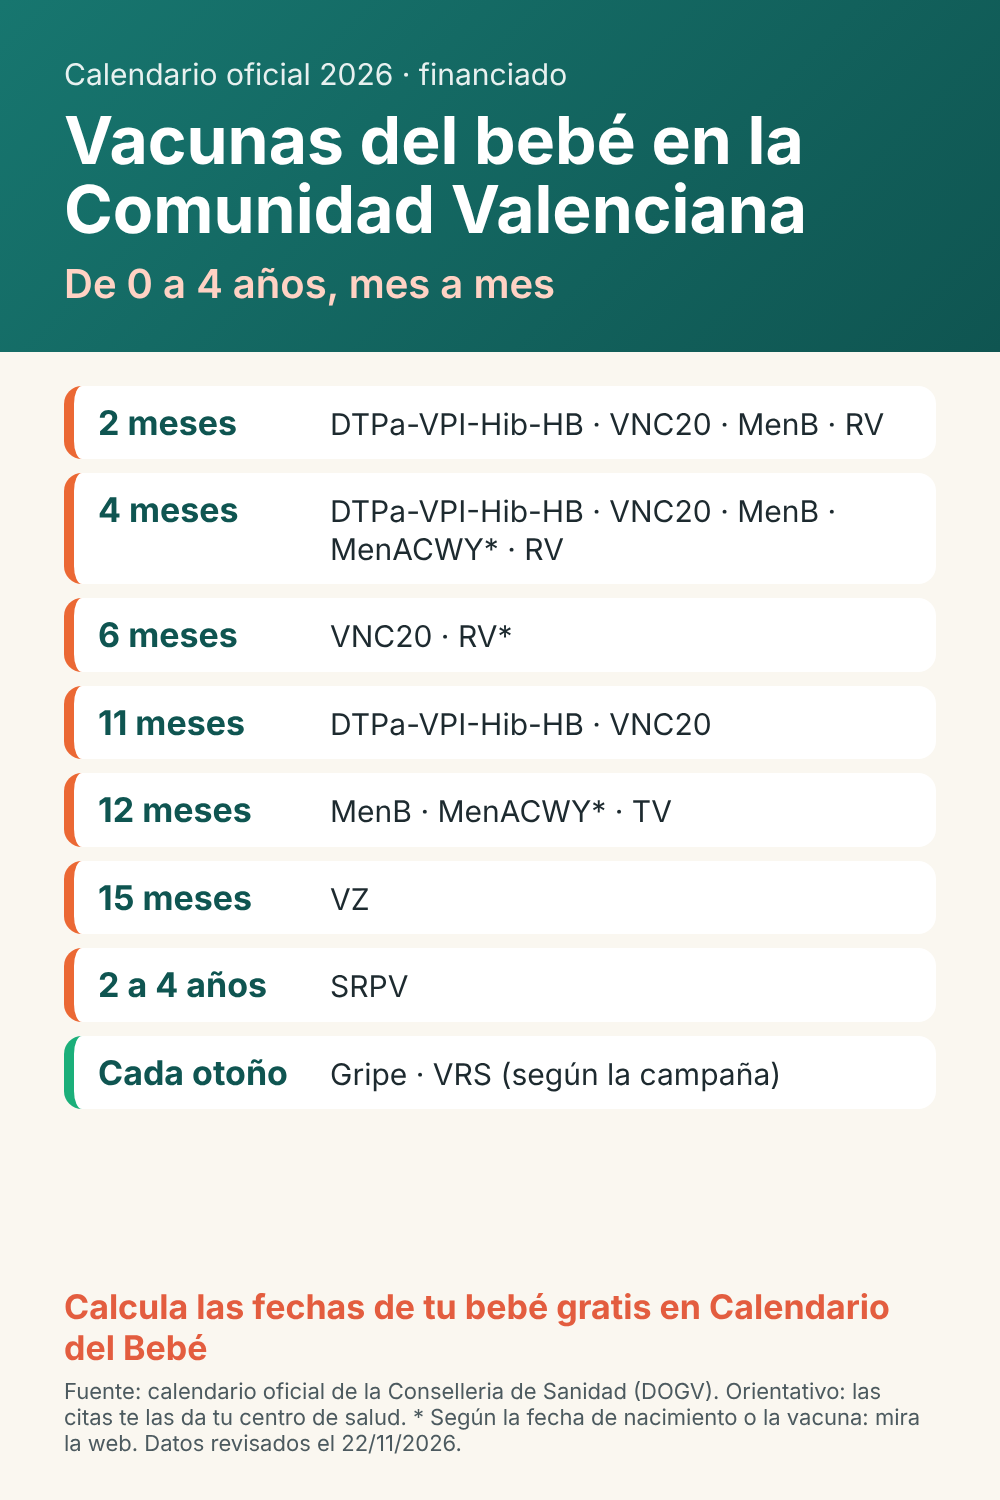 Calendario oficial 2026 · financiado
Vacunas del bebé en la
Comunidad Valenciana
De 0 a 4 años, mes a mes
2 meses DTPa-VPI-Hib-HB · VNC20 · MenB · RV
4 meses DTPa-VPI-Hib-HB · VNC20 · MenB ·
MenACWY* · RV
6 meses VNC20 · RV*
11 meses DTPa-VPI-Hib-HB · VNC20
12 meses MenB · MenACWY* · TV
15 meses VZ
2 a 4 años SRPV
Cada otoño Gripe · VRS (según la campaña)
Calcula las fechas de tu bebé gratis en Calendario
del Bebé
Fuente: calendario oficial de la Conselleria de Sanidad (DOGV). Orientativo: las
citas te las da tu centro de salud. * Según la fecha de nacimiento o la vacuna: mira
la web. Datos revisados el 22/11/2026.